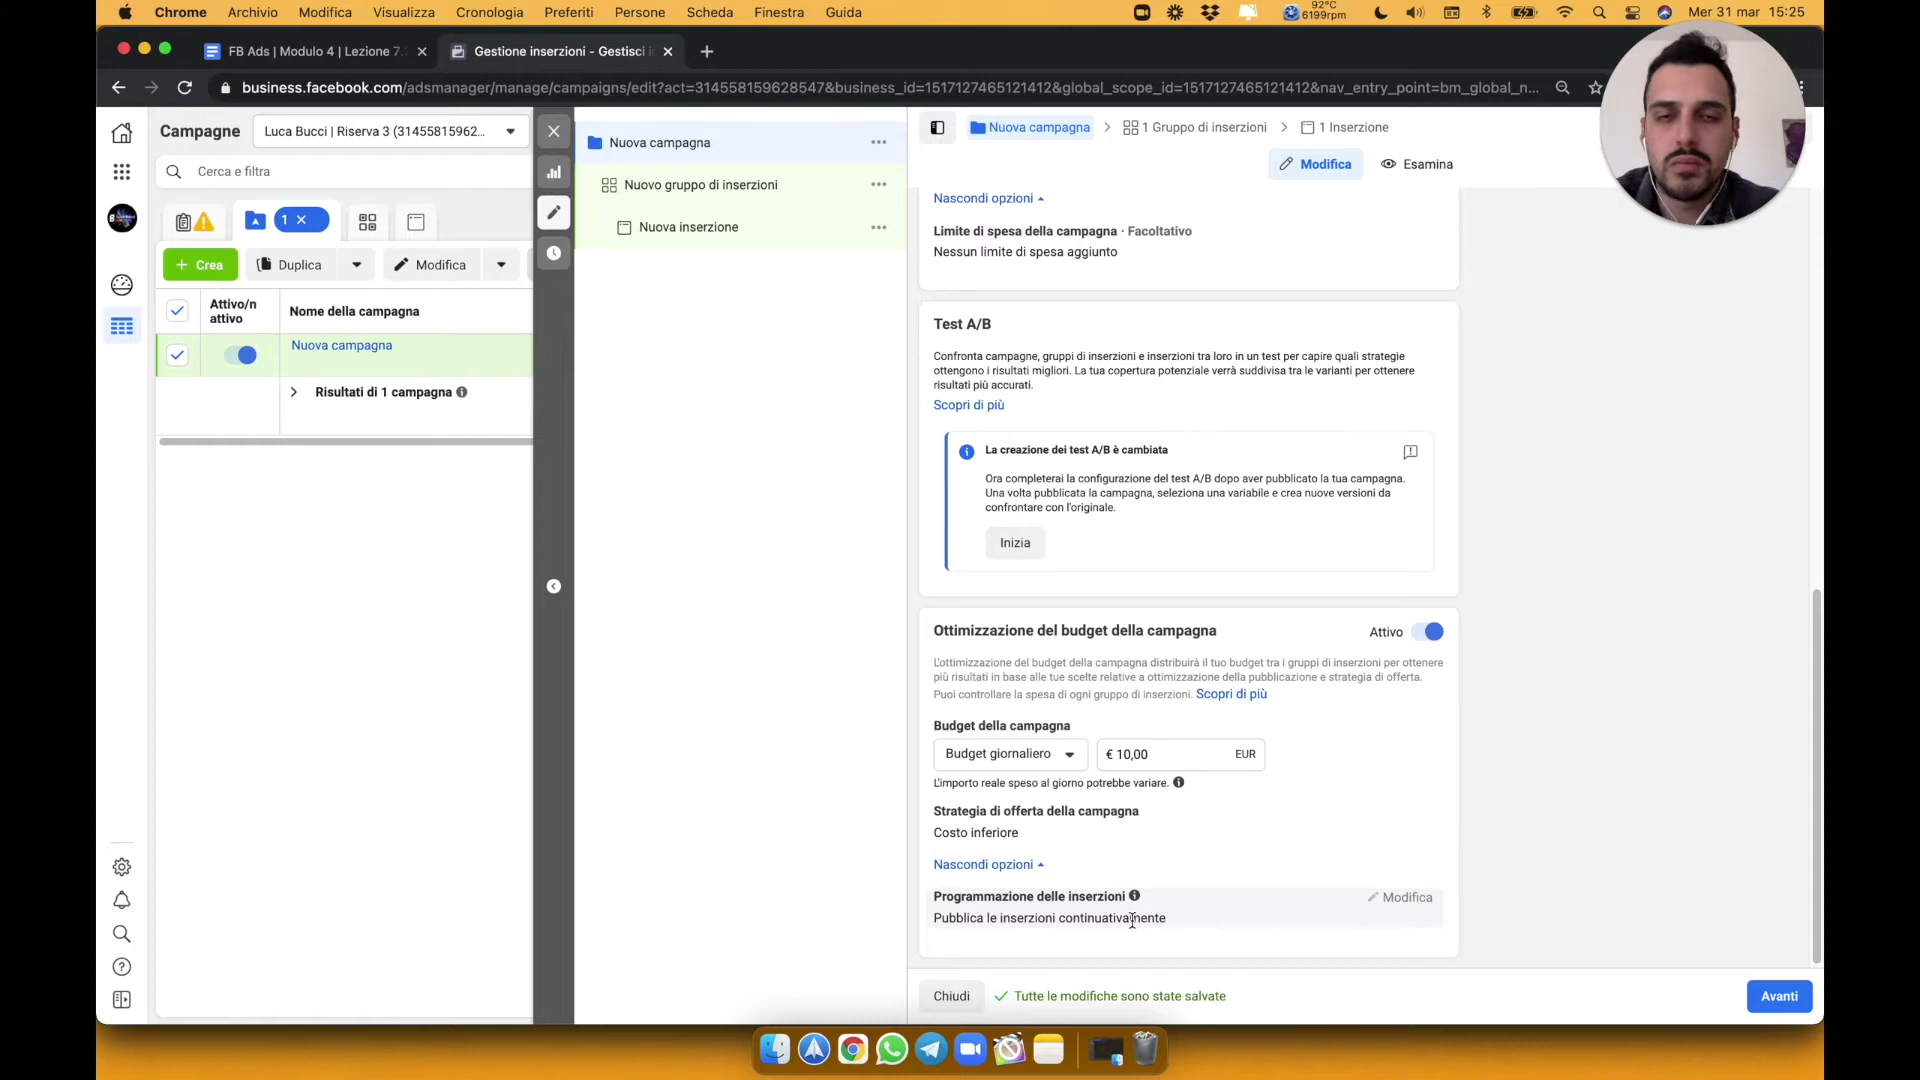 Chrome Archivio Modifica Visualizza Cronologia Preferiti Persone Scheda Finestra Guida
92°C
6199rpm
Mer 31 mar 15:25
FB Ads | Modulo 4 | Lezione 7.
Gestione inserzioni - Gestisci i
business.facebook.com/adsmanager/manage/campaigns/edit?act=314558159628547&business_id=1517127465121412&global_scope_id=1517127465121412&nav_entry_point=bm_global_n...
Campagne
Luca Bucci | Riserva 3 (31455815962...
Cerca e filtra
1
Crea
Duplica
Modifica
Attivo/n
attivo
Nome della campagna
Nuova campagna
Risultati di 1 campagna
Nuova campagna
Nuovo gruppo di inserzioni
Nuova inserzione
Nuova campagna
1 Gruppo di inserzioni
1 Inserzione
Modifica
Esamina
Nascondi opzioni
Limite di spesa della campagna · Facoltativo
Nessun limite di spesa aggiunto
Test A/B
Confronta campagne, gruppi di inserzioni e inserzioni tra loro in un test per capire quali strategie
ottengono i risultati migliori. La tua copertura potenziale verrà suddivisa tra le varianti per ottenere
risultati più accurati.
Scopri di più
La creazione dei test A/B è cambiata
Ora completerai la configurazione del test A/B dopo aver pubblicato la tua campagna.
Una volta pubblicata la campagna, seleziona una variabile e crea nuove versioni da
confrontare con l'originale.
Inizia
Ottimizzazione del budget della campagna
Attivo
L'ottimizzazione del budget della campagna distribuirà il tuo budget tra i gruppi di inserzioni per ottenere
più risultati in base alle tue scelte relative a ottimizzazione della pubblicazione e strategia di offerta.
Puoi controllare la spesa di ogni gruppo di inserzioni. Scopri di più
Budget della campagna
Budget giornaliero
€ 10,00
EUR
L'importo reale speso al giorno potrebbe variare.
Strategia di offerta della campagna
Costo inferiore
Nascondi opzioni
Programmazione delle inserzioni
Modifica
Pubblica le inserzioni continuativamente
Chiudi
Tutte le modifiche sono state salvate
Avanti